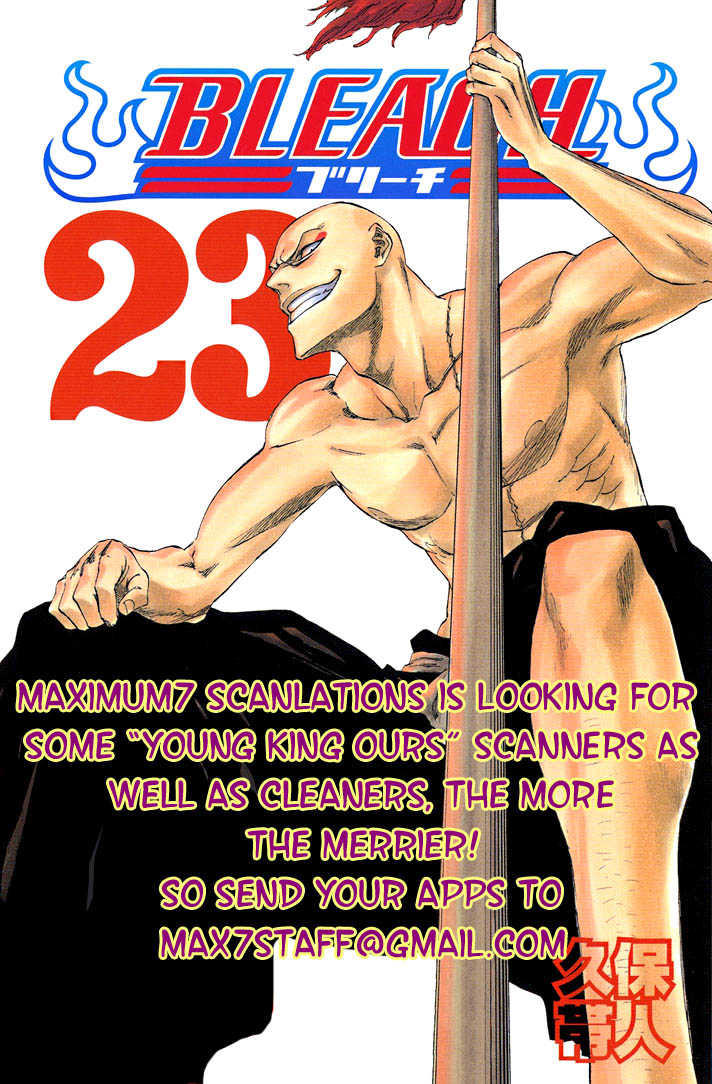 BLEACH
ブリーチ
23
MAXIMUM7 SCANLATIONS IS LOOKING FOR
SOME "YOUNG KING OURS" SCANNERS AS
WELL AS CLEANERS, THE MORE
THE MERRIER!
SO SEND YOUR APPS TO
MAX7STAFF@GMAIL.COM
久保
帯人